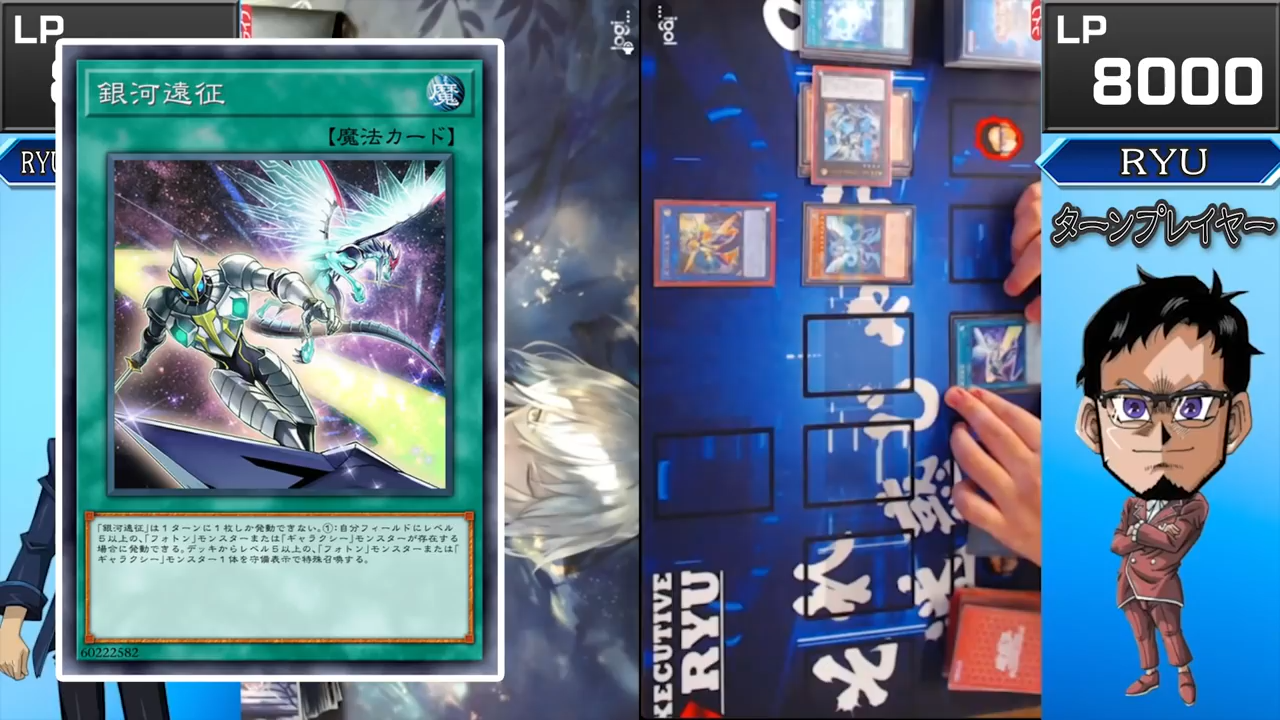 LP
銀河遠征
魔
【魔法カード】
「銀河遠征」は1ターンに1枚しか発動できない。①:自分フィールドにレベル
5以上の、「フォトン」モンスターまたは「ギャラクシー」モンスターが存在する
場合に発動できる。デッキからレベル5以上の、「フォトン」モンスターまたは「
ギャラクシー」モンスター1体を守備表示で特殊召喚する。
60222582
RYU
LP
8000
RYU
ターンプレイヤー
EXECUTIVE
RYU